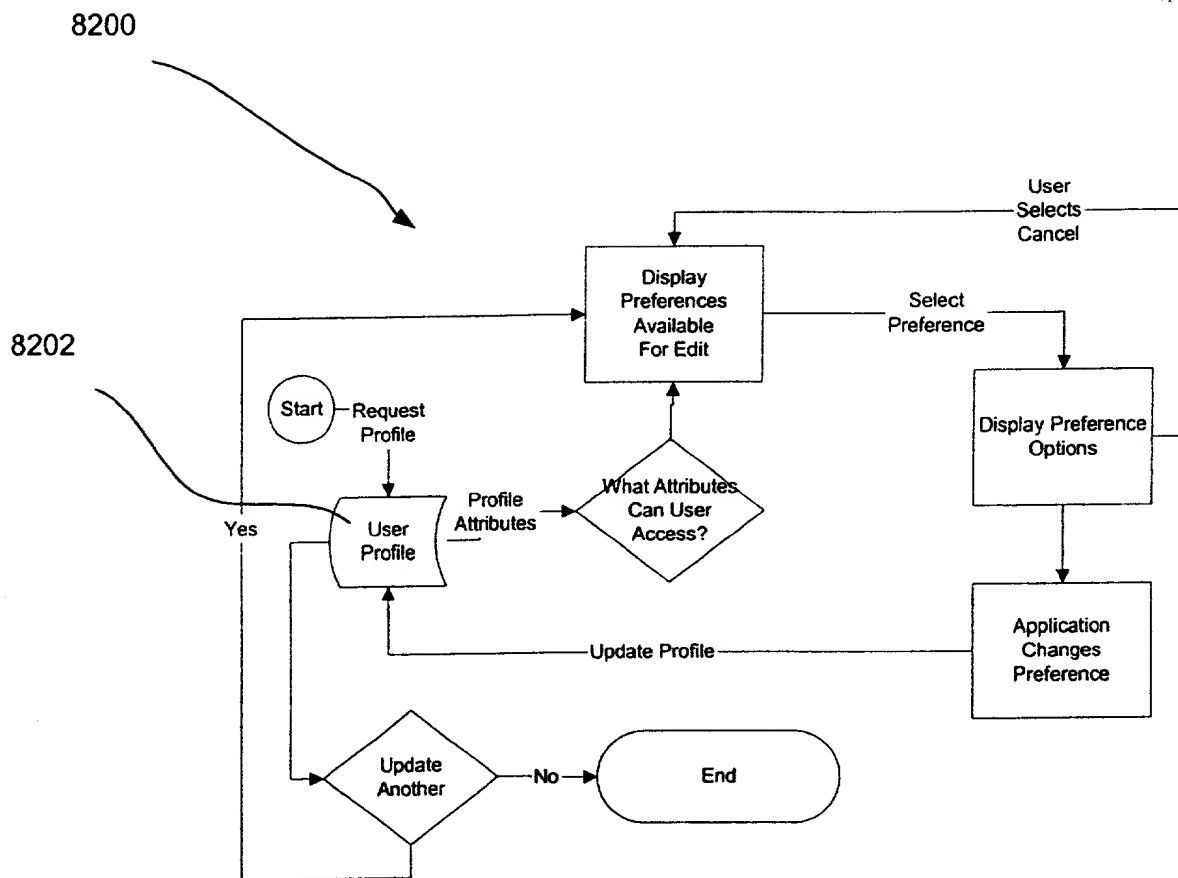 8200
User
Selects
Cancel
Display
Preferences
Available
For Edit
Select
Preference
8202
Start
Request
Profile
Display Preference
Options
What Attributes
Can User
Access?
Profile
Attributes
User
Profile
Yes
Application
Changes
Preference
Update Profile
Update
Another
No
End